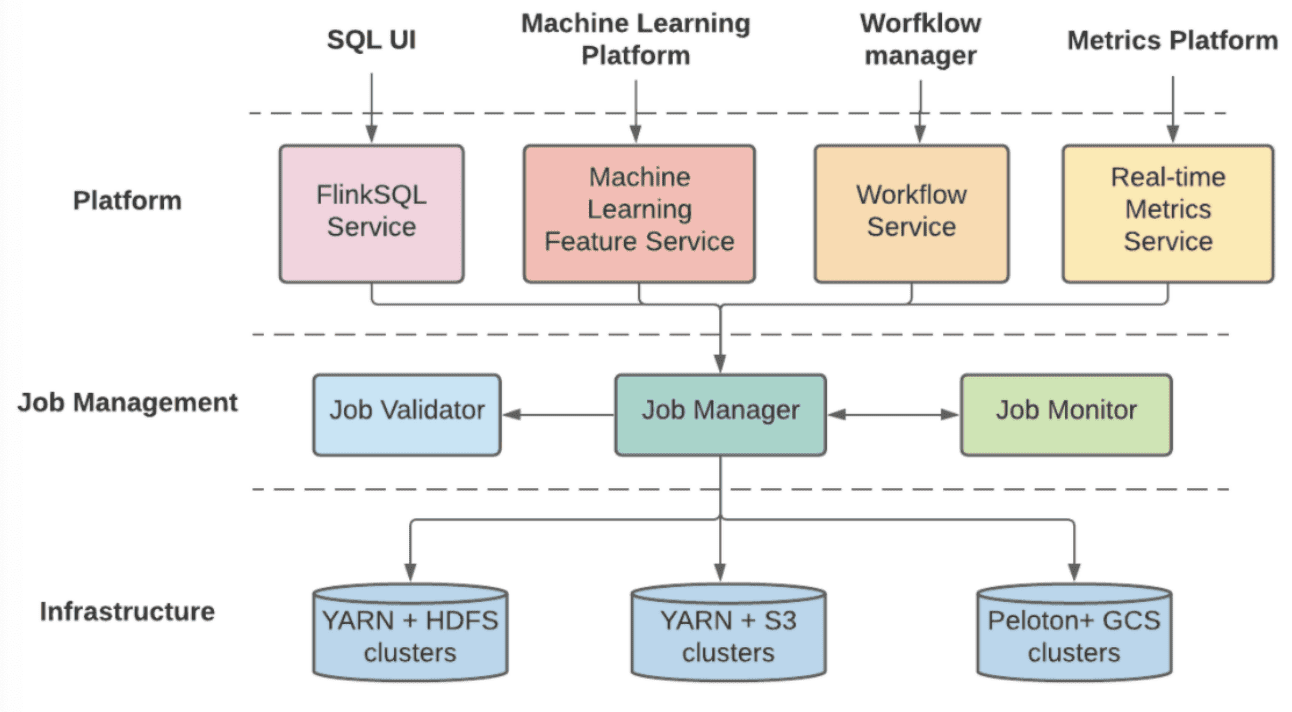 SQL UI
Machine Learning
Platform
Worfklow
manager
Metrics Platform
Platform
FlinkSQL
Service
Machine
Learning
Feature Service
Workflow
Service
Real-time
Metrics
Service
Job Management
Job Validator
Job Manager
Job Monitor
Infrastructure
YARN + HDFS
clusters
YARN + S3
clusters
Peloton+ GCS
clusters